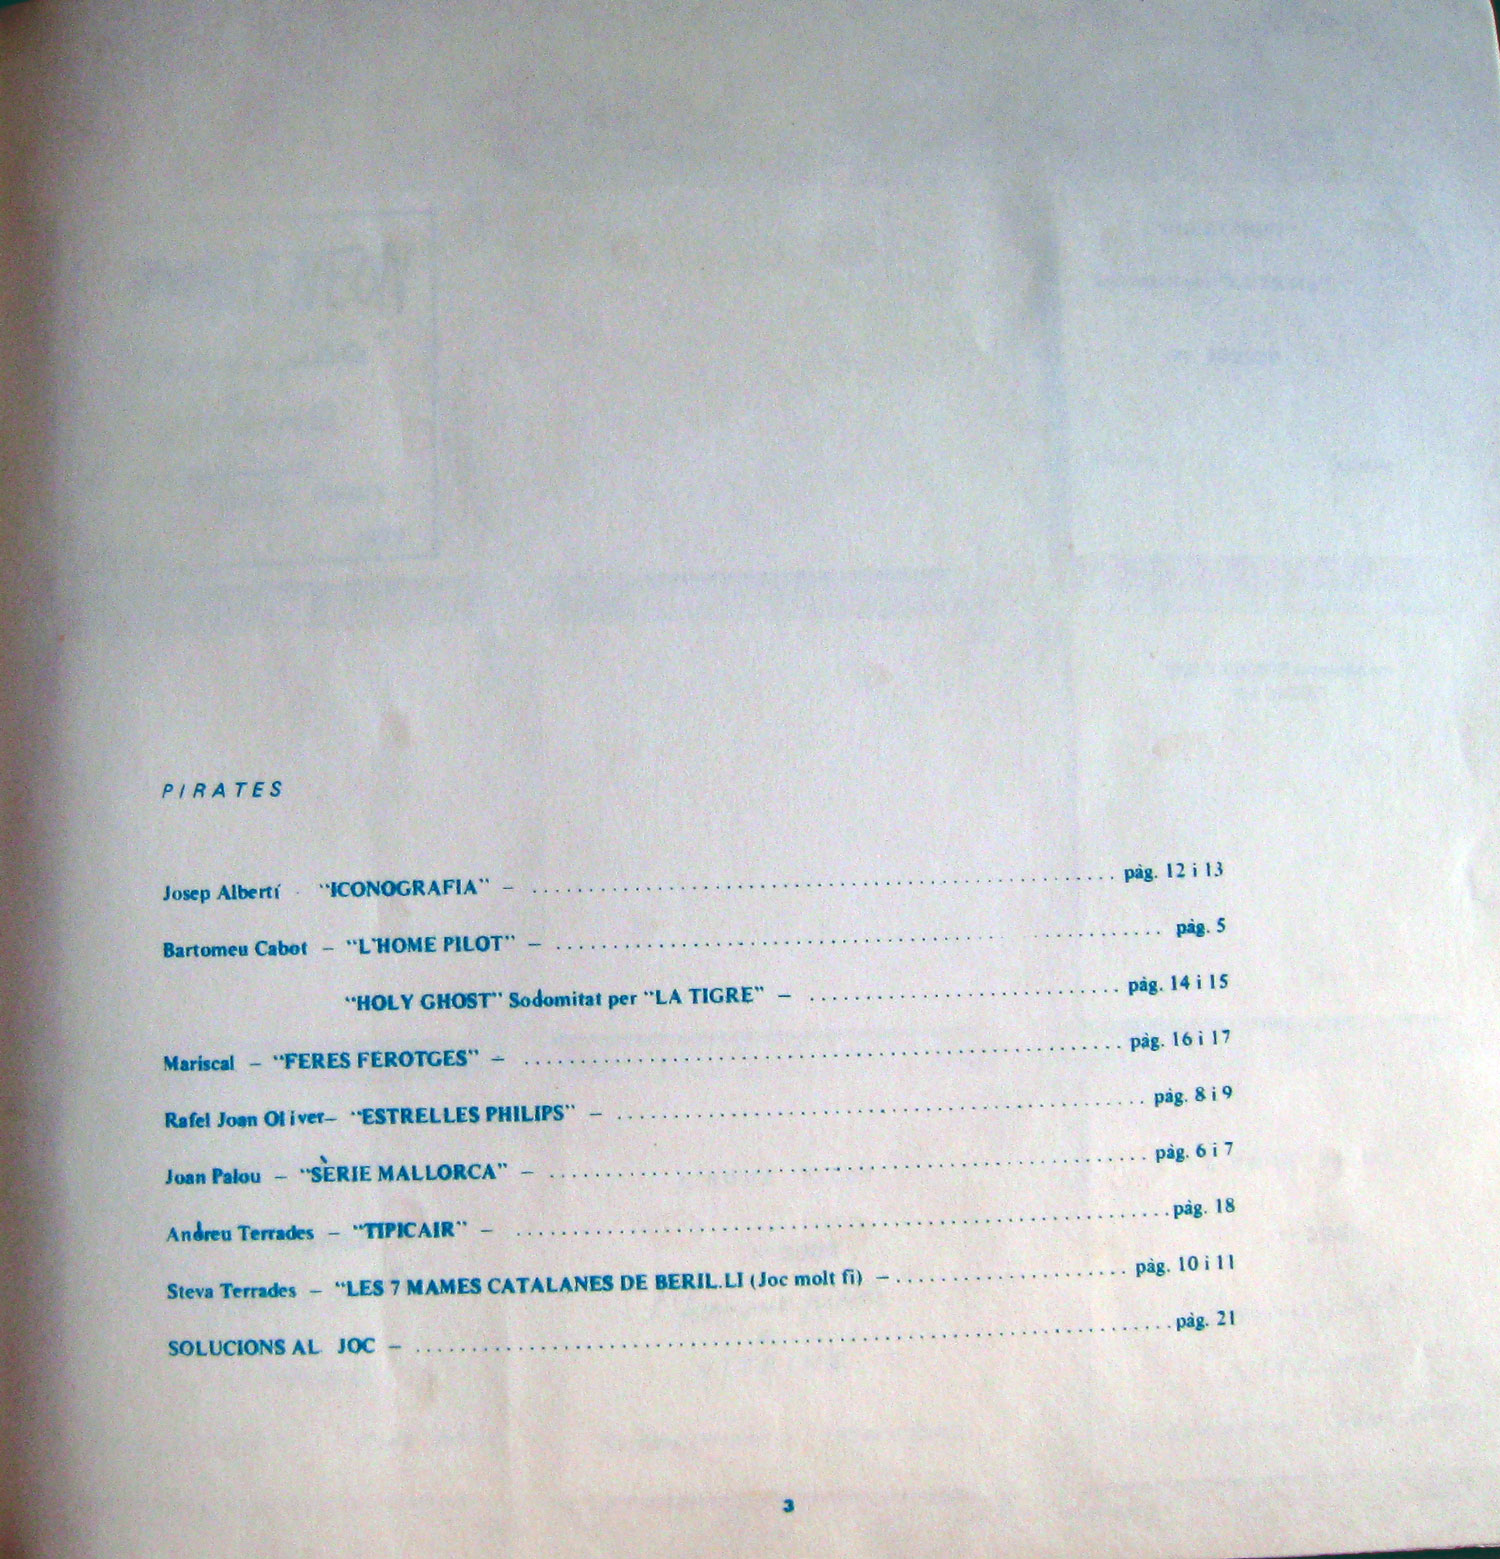 PIRATES
Josep Albertí - "ICONOGRAFIA" – ........ pàg. 12 i 13
Bartomeu Cabot – "L'HOME PILOT" – ........ pàg. 5
"HOLY GHOST" Sodomitat per "LA TIGRE" – ........ pàg. 14 i 15
Mariscal – "FERES FEROTGES" – ........ pàg. 16 i 17
Rafel Joan Oliver– "ESTRELLES PHILIPS" – ........ pàg. 8 i 9
Joan Palou – "SÈRIE MALLORCA" – ........ pàg. 6 i 7
Andreu Terrades – "TIPICAIR" – ........ pàg. 18
Steva Terrades – "LES 7 MAMES CATALANES DE BERIL.LI (Joc molt fi) – ........ pàg. 10 i 11
SOLUCIONS AL JOC – ........ pàg. 21
3